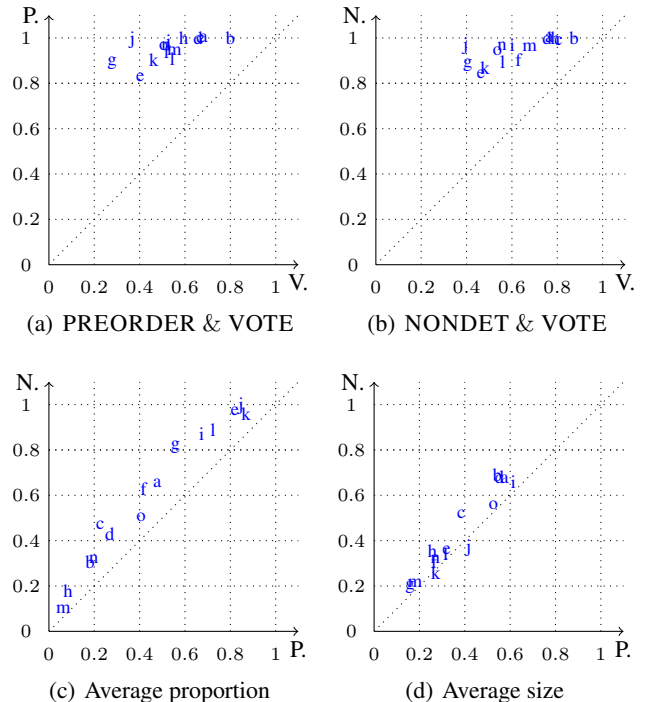 P.
1
0.8
0.6
0.4
0.2
0
0 0.2 0.4 0.6 0.8 1
V.
j h a b
g k m e
(a) PREORDER & VOTE
N.
1
0.8
0.6
0.4
0.2
0
0 0.2 0.4 0.6 0.8 1
V.
j n i m c b
g k e o l f
(b) NONDET & VOTE
N.
1
0.8
0.6
0.4
0.2
0
0 0.2 0.4 0.6 0.8 1
P.
j e k
g i l
f a
c d o
b n
m h
(c) Average proportion
N.
1
0.8
0.6
0.4
0.2
0
0 0.2 0.4 0.6 0.8 1
P.
b a i
c o
h j
k
g m
(d) Average size